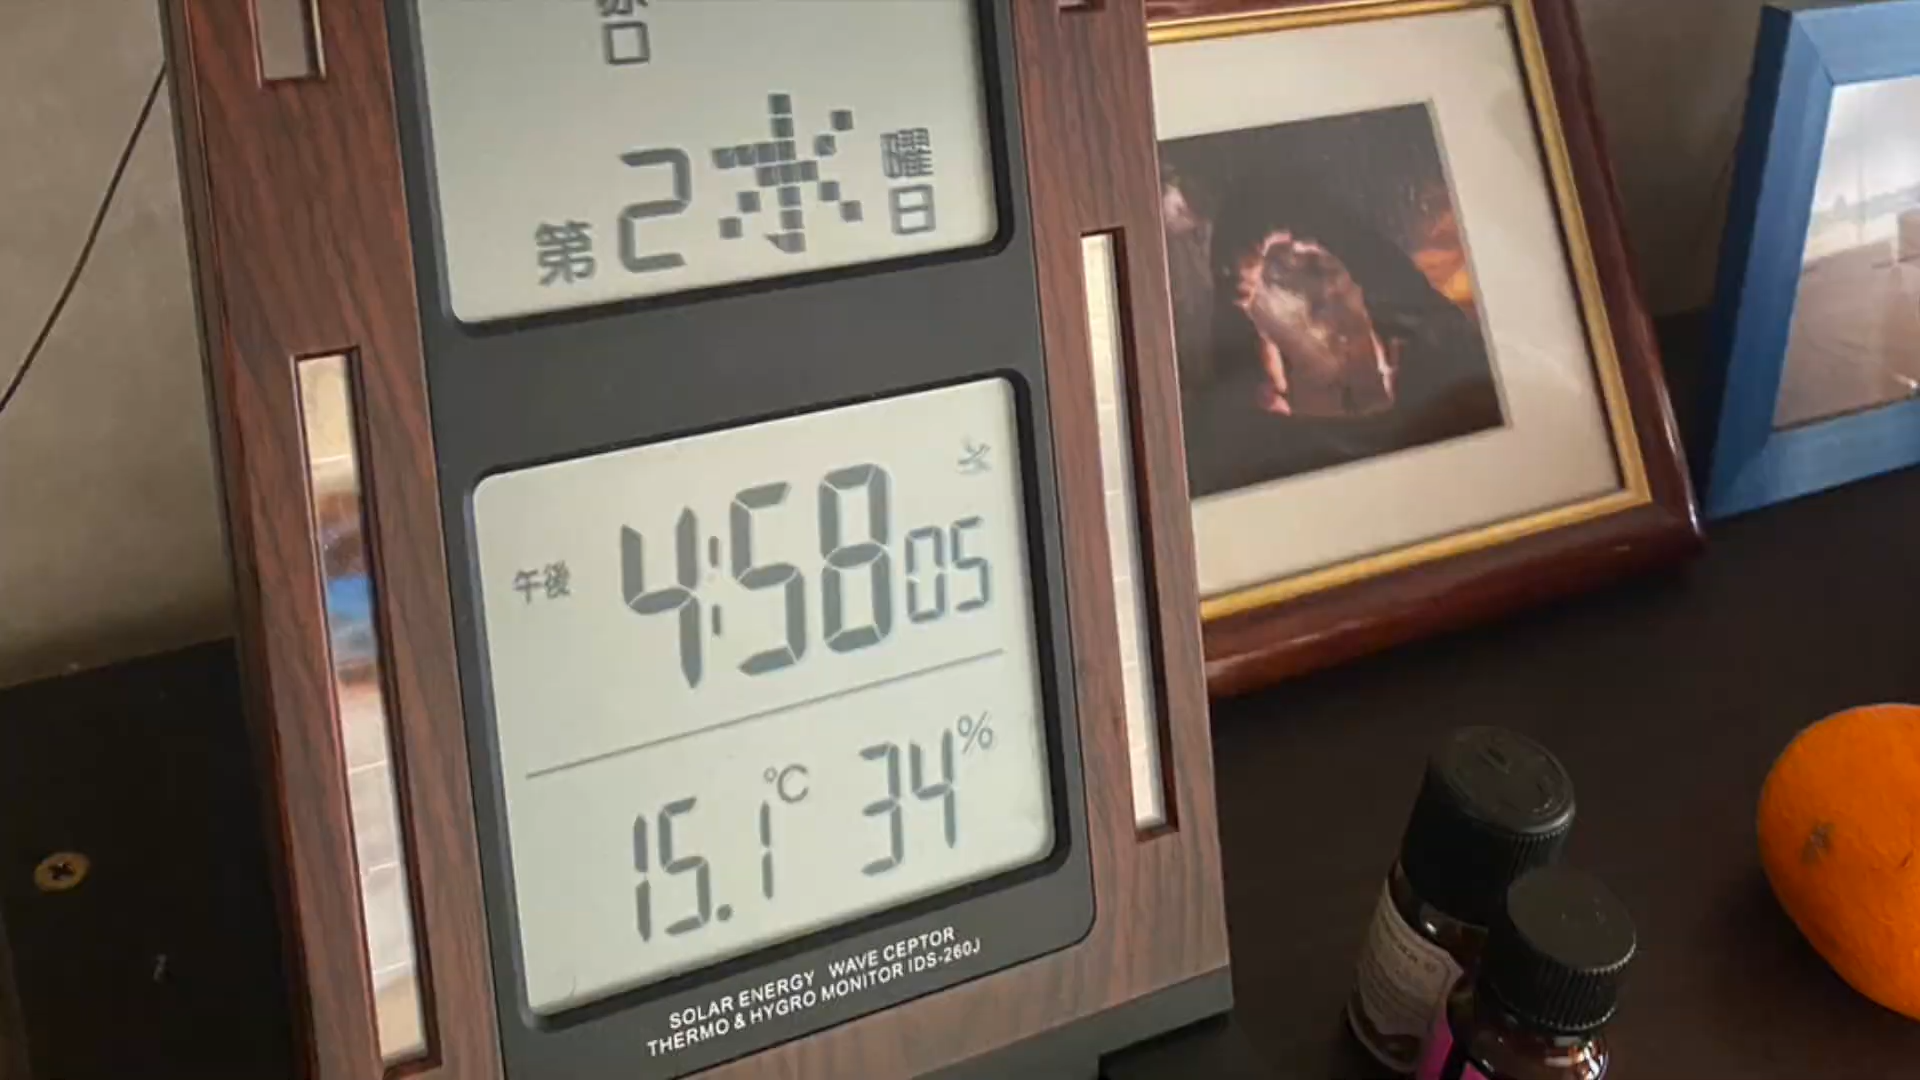 第2水曜日
午後 4:58 05
15.1℃ 34%
SOLAR ENERGY WAVE CEPTOR
THERMO & HYGRO MONITOR IDS-260J